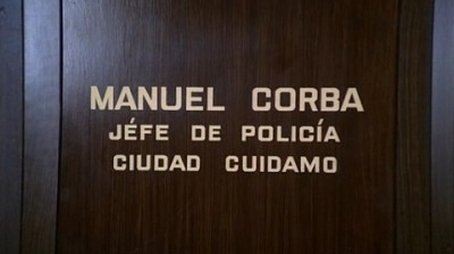 MANUEL CORBA
JÉFE DE POLICÍA
CIUDAD CUIDAMO